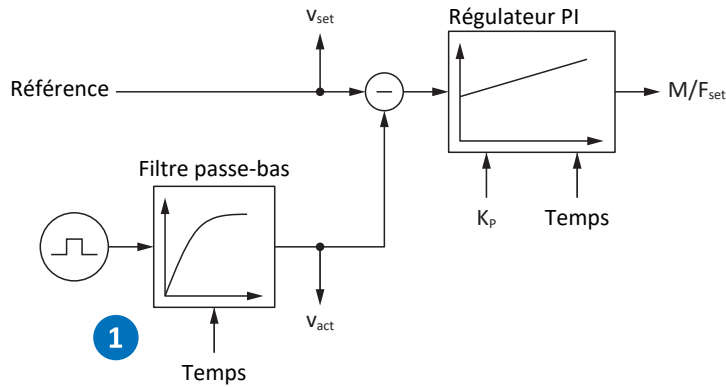 v_set
Régulateur PI
Référence
M/F_set
Filtre passe-bas
K_P
Temps
v_act
1
Temps